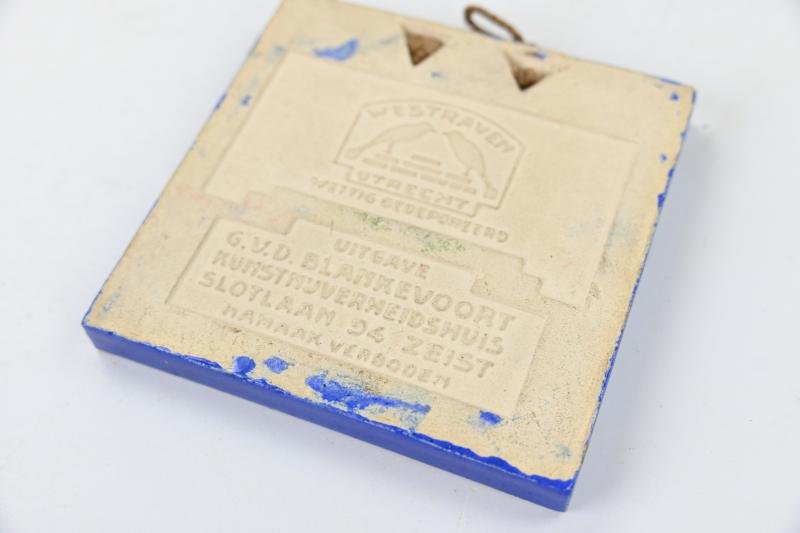 WESTRAVEN
UTRECHT
WETTIG GEDEPONEERD
UITGAVE
G.V.D. BLANKEVOORT
KUNSTNIJVERHEIDSHUIS
SLOTLAAN 94 ZEIST
NAMAAK VERBODEN